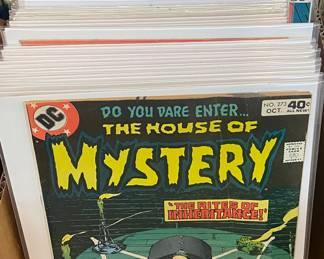 DC
DO YOU DARE ENTER...
NO. 273
OCT.
40¢
ALL NEW!
THE HOUSE OF
MYSTERY
"THE RITES OF
INHERITANCE!"